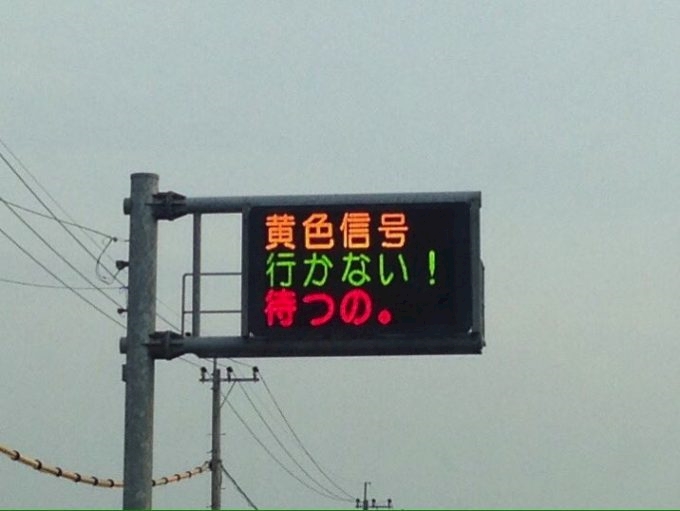 黄色信号
行かない！
待つの。